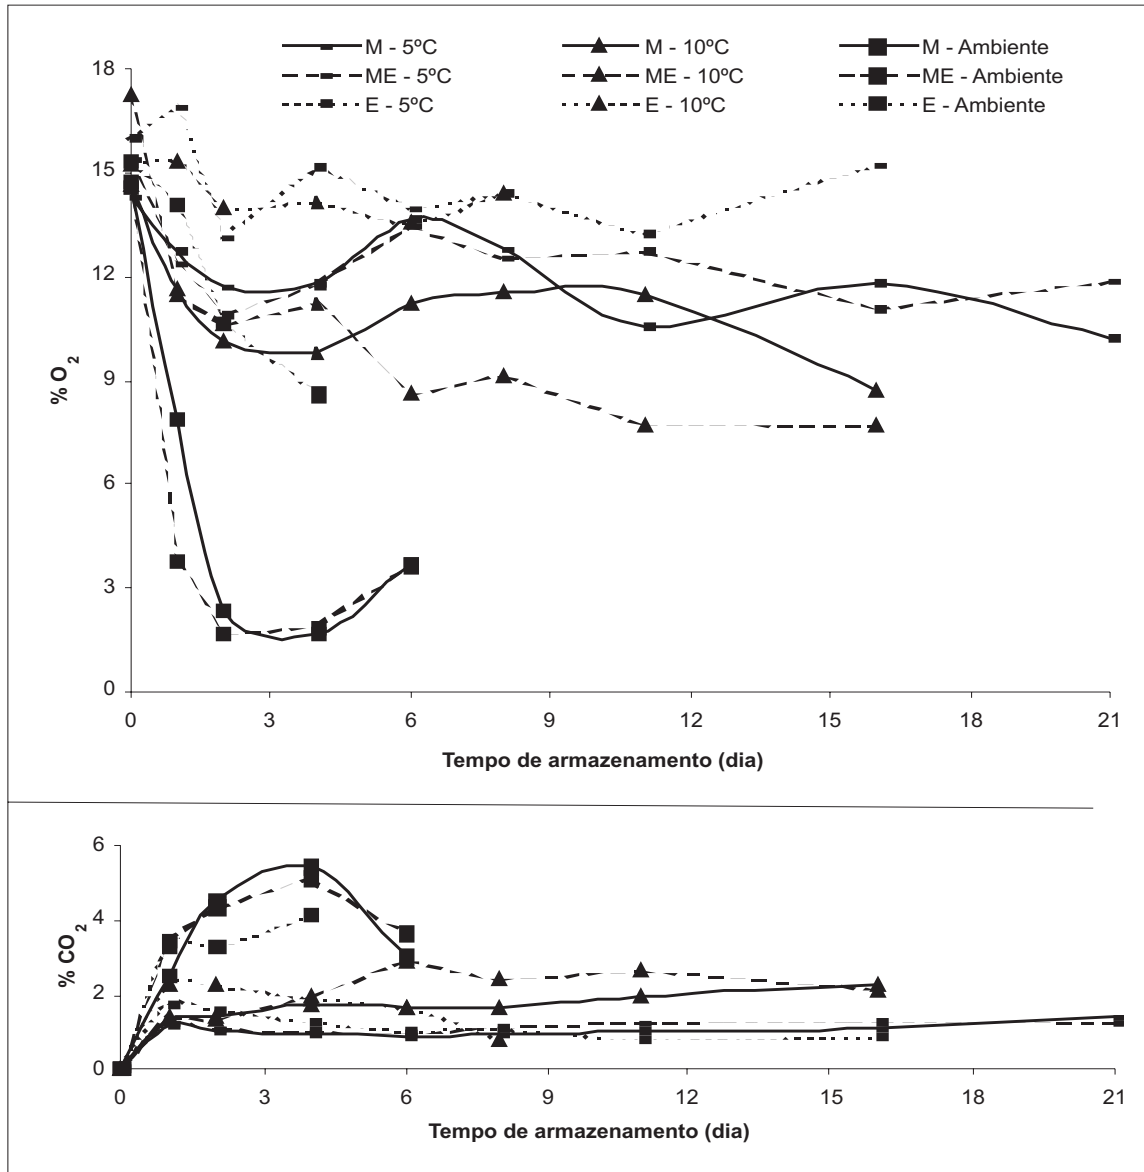 M - 5ºC M - 10ºC M - Ambiente
ME - 5ºC ME - 10ºC ME - Ambiente
E - 5ºC E - 10ºC E - Ambiente
18
15
12
9
6
3
0
% O2
0 3 6 9 12 15 18 21
Tempo de armazenamento (dia)
6
4
2
0
% CO2
0 3 6 9 12 15 18 21
Tempo de armazenamento (dia)